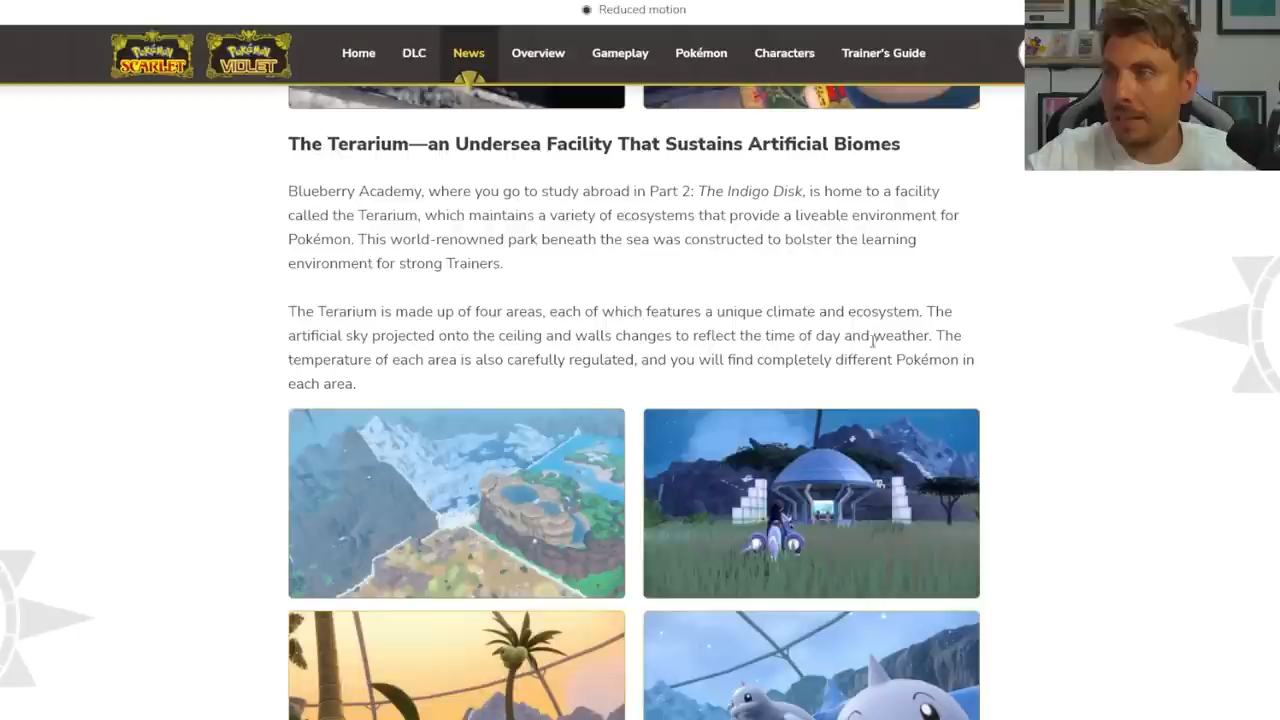 Reduced motion
Pokémon SCARLET
Pokémon VIOLET
Home DLC News Overview Gameplay Pokémon Characters Trainer's Guide
The Terarium—an Undersea Facility That Sustains Artificial Biomes
Blueberry Academy, where you go to study abroad in Part 2: The Indigo Disk, is home to a facility
called the Terarium, which maintains a variety of ecosystems that provide a liveable environment for
Pokémon. This world-renowned park beneath the sea was constructed to bolster the learning
environment for strong Trainers.
The Terarium is made up of four areas, each of which features a unique climate and ecosystem. The
artificial sky projected onto the ceiling and walls changes to reflect the time of day and weather. The
temperature of each area is also carefully regulated, and you will find completely different Pokémon in
each area.